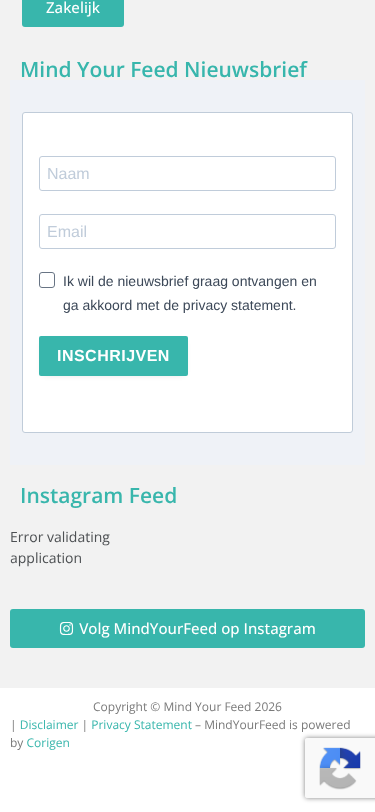 Zakelijk
Mind Your Feed Nieuwsbrief
Naam
Email
Ik wil de nieuwsbrief graag ontvangen en
ga akkoord met de privacy statement.
INSCHRIJVEN
Instagram Feed
Error validating
application
Volg MindYourFeed op Instagram
Copyright © Mind Your Feed 2026
| Disclaimer | Privacy Statement – MindYourFeed is powered
by Corigen